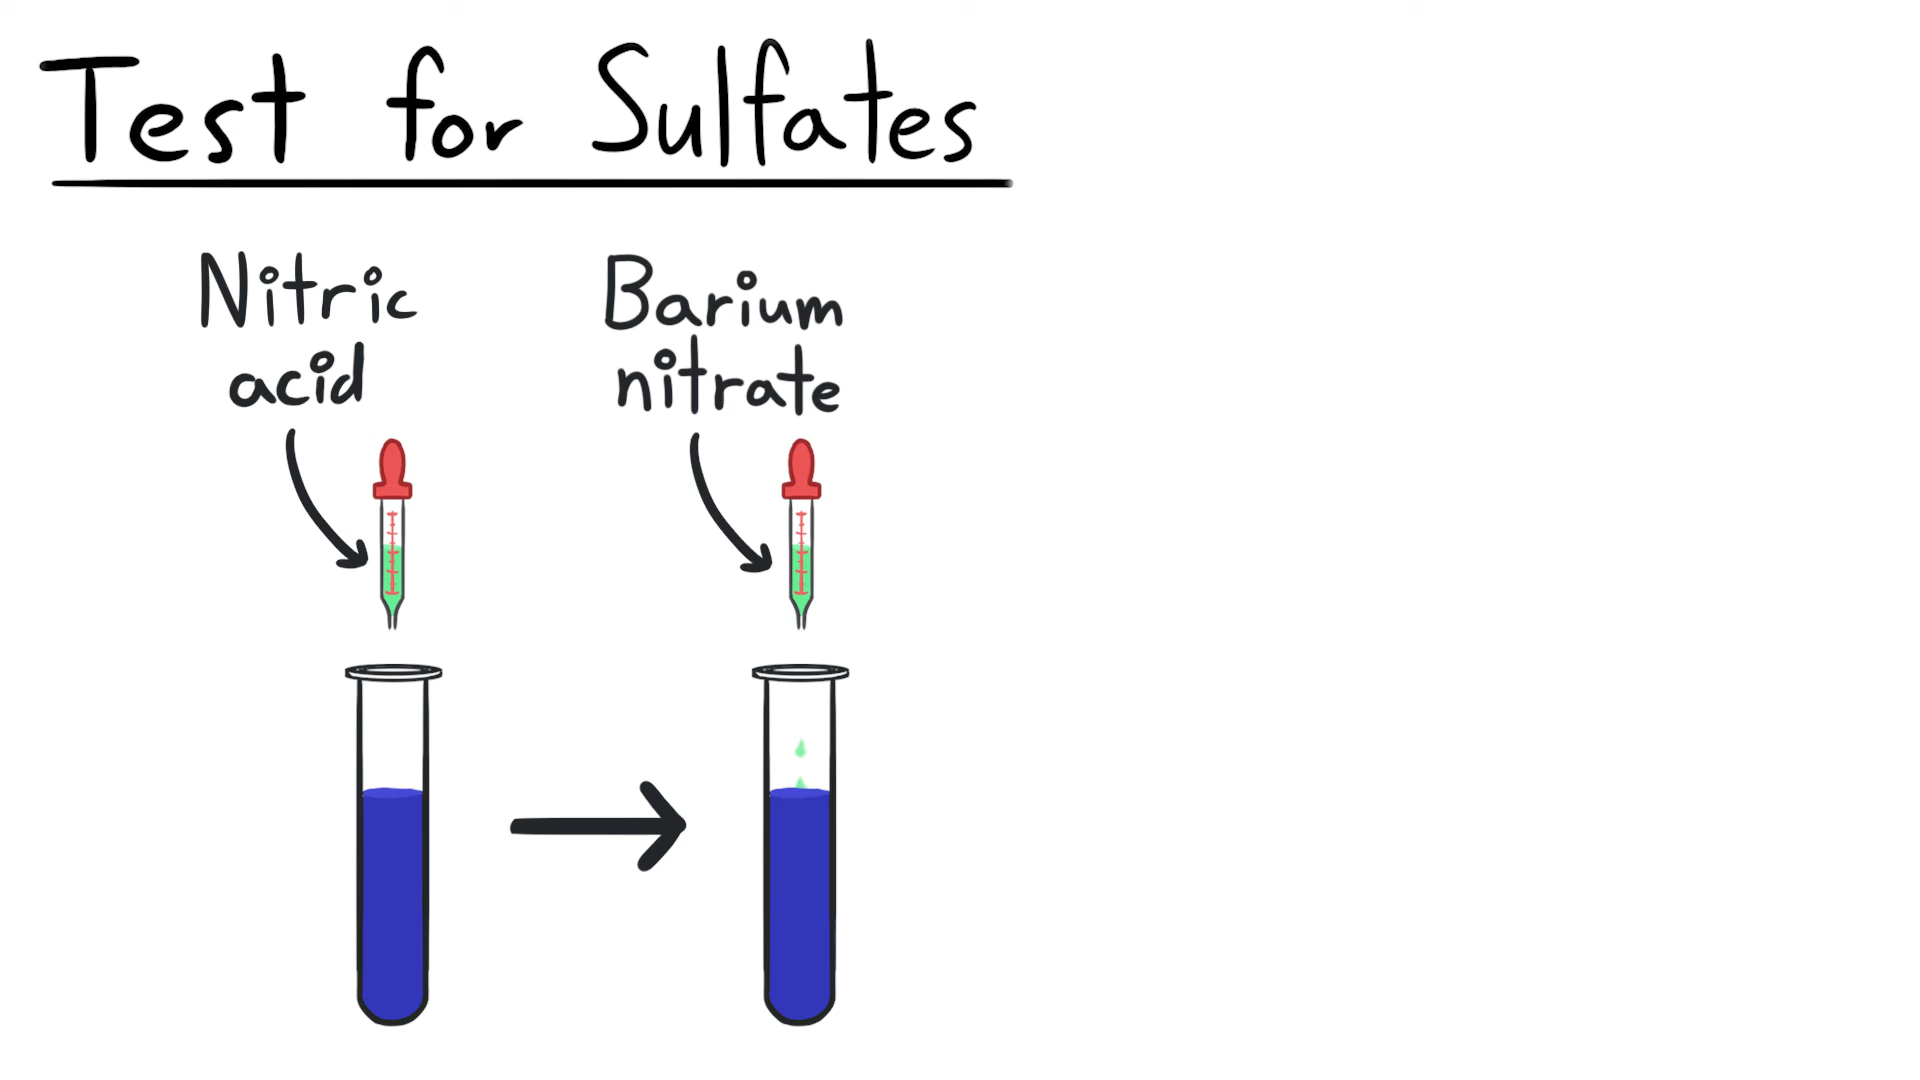 Test for Sulfates
Nitric
acid
Barium
nitrate